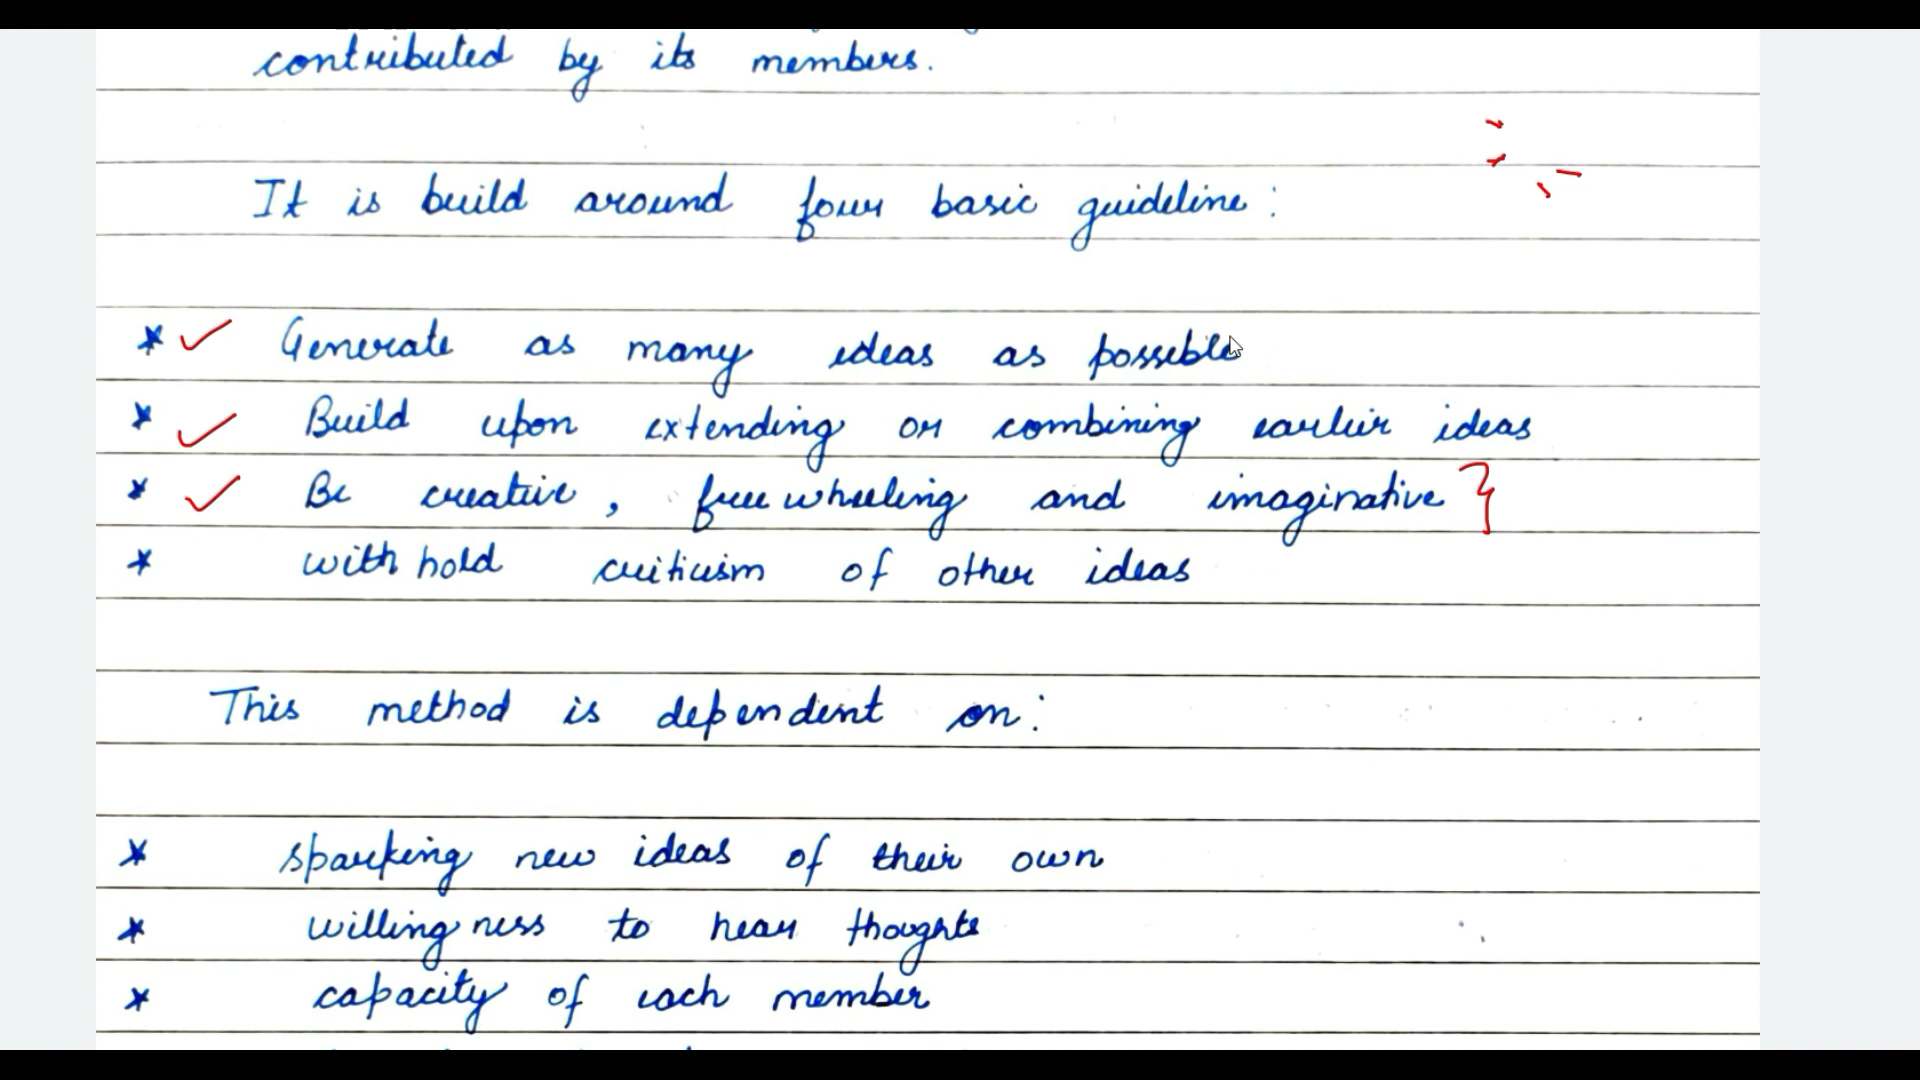 contributed by its members.
It is build around four basic guideline :
* Generate as many ideas as possible
* Build upon extending or combining earlier ideas
* Be creative , free wheeling and imaginative }
* with hold criticism of other ideas
This method is dependent on :
* sparking new ideas of their own
* willing ness to hear thoughts
* capacity of each member